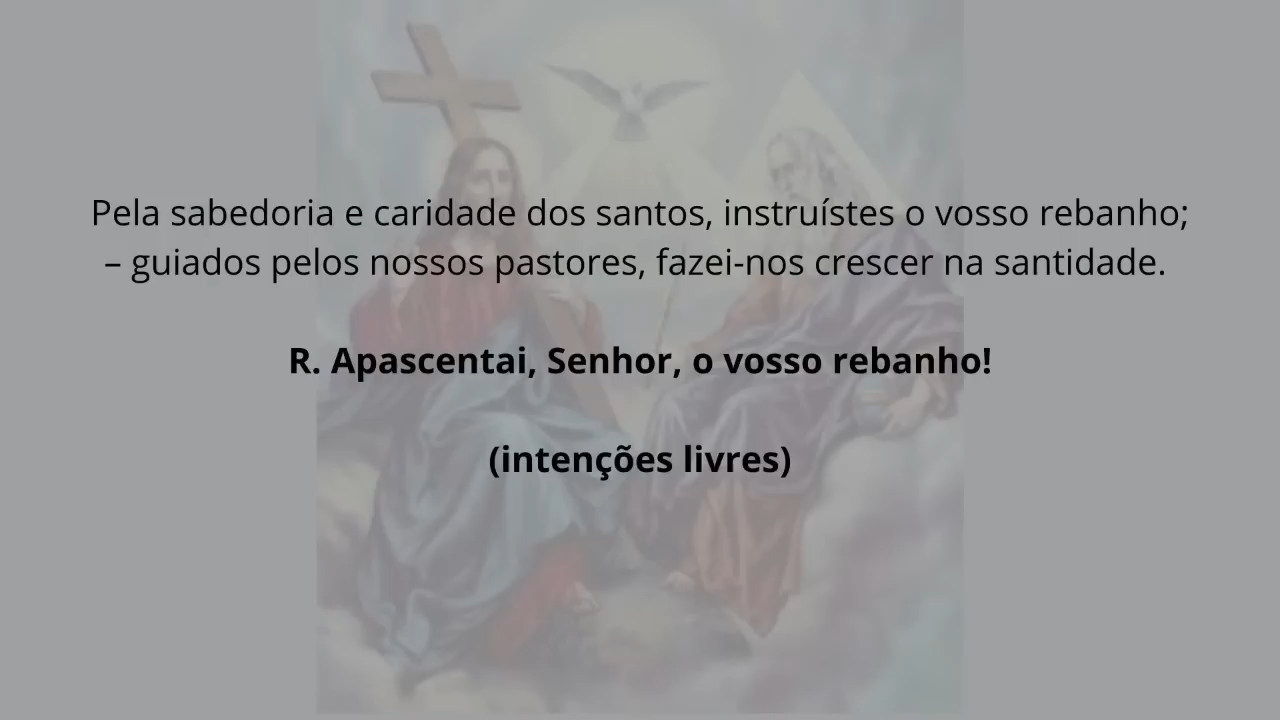 Pela sabedoria e caridade dos santos, instruístes o vosso rebanho;
– guiados pelos nossos pastores, fazei-nos crescer na santidade.
R. Apascentai, Senhor, o vosso rebanho!
(intenções livres)